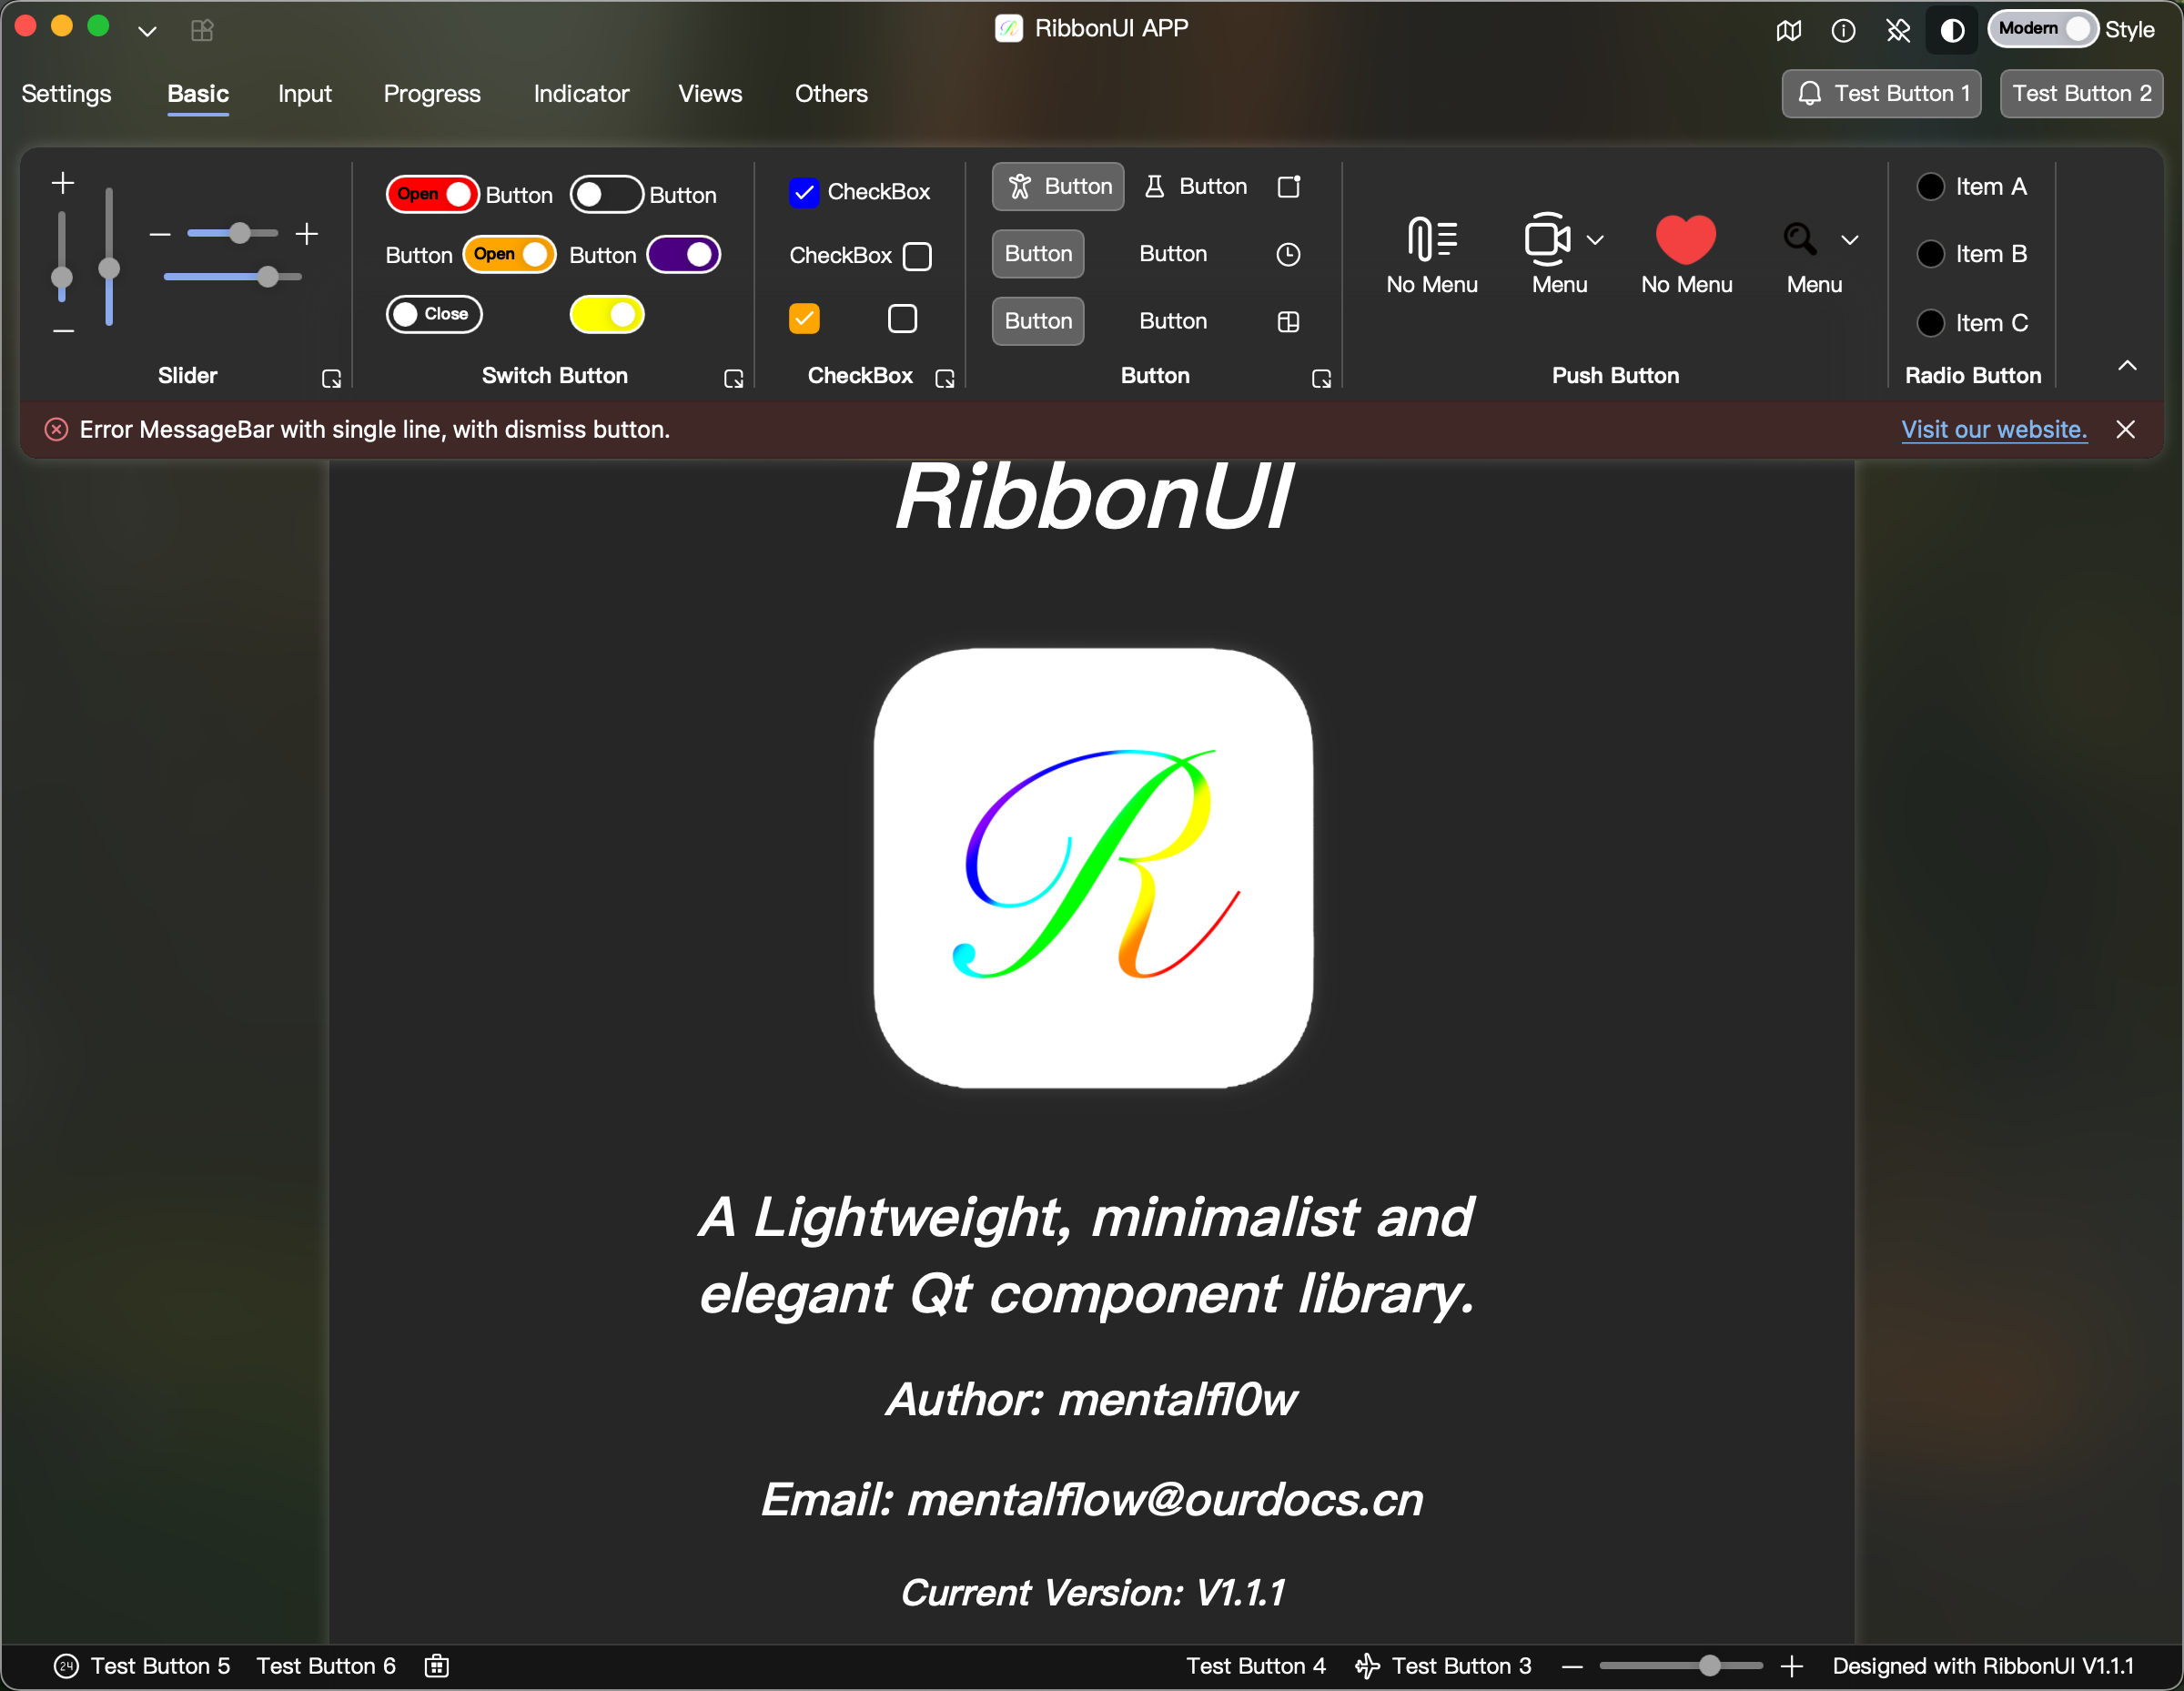 RibbonUI APP
Modern Style
Settings Basic Input Progress Indicator Views Others
Test Button 1 Test Button 2
Open Button Button
Button Open Button
Close
CheckBox
CheckBox
Button Button
Button Button
Button Button
No Menu Menu No Menu Menu
Item A
Item B
Item C
Slider Switch Button CheckBox Button Push Button Radio Button
Error MessageBar with single line, with dismiss button. Visit our website.
RibbonUI
R
A Lightweight, minimalist and
elegant Qt component library.
Author: mentalfl0w
Email: mentalflow@ourdocs.cn
Current Version: V1.1.1
24 Test Button 5 Test Button 6 Test Button 4 Test Button 3 Designed with RibbonUI V1.1.1